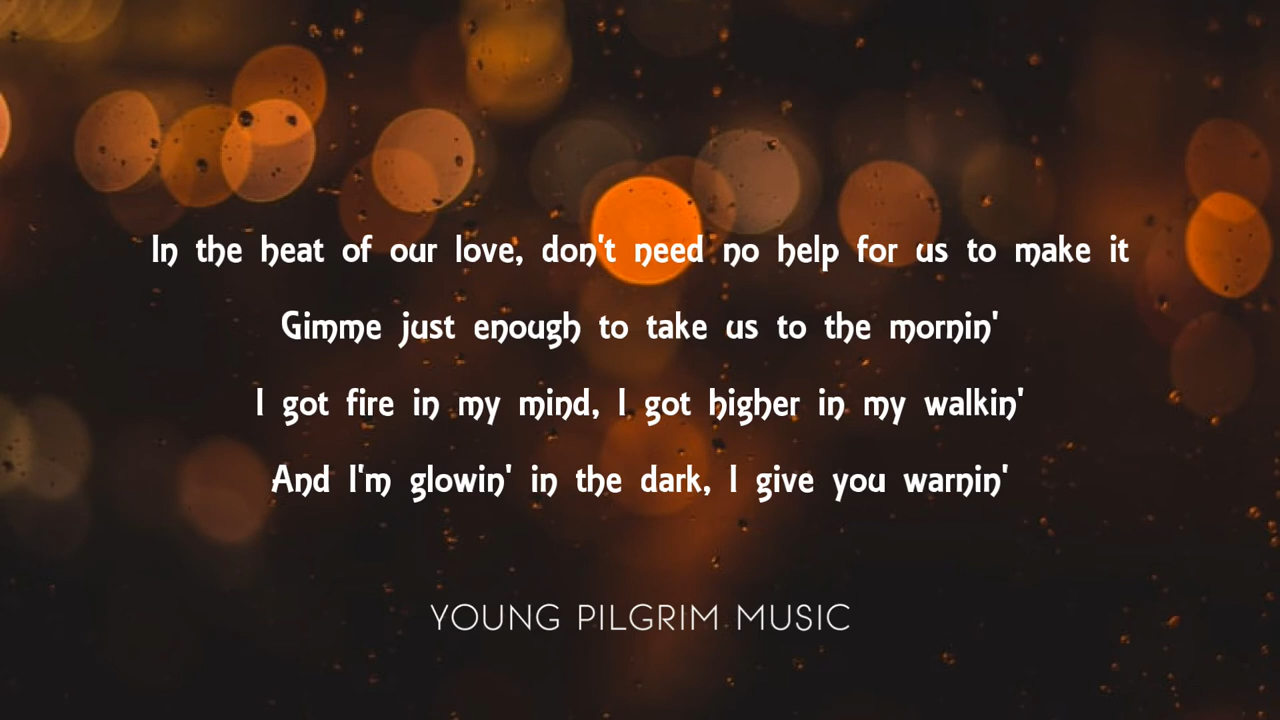 In the heat of our love, don't need no help for us to make it
Gimme just enough to take us to the mornin'
I got fire in my mind, I got higher in my walkin'
And I'm glowin' in the dark, I give you warnin'
YOUNG PILGRIM MUSIC